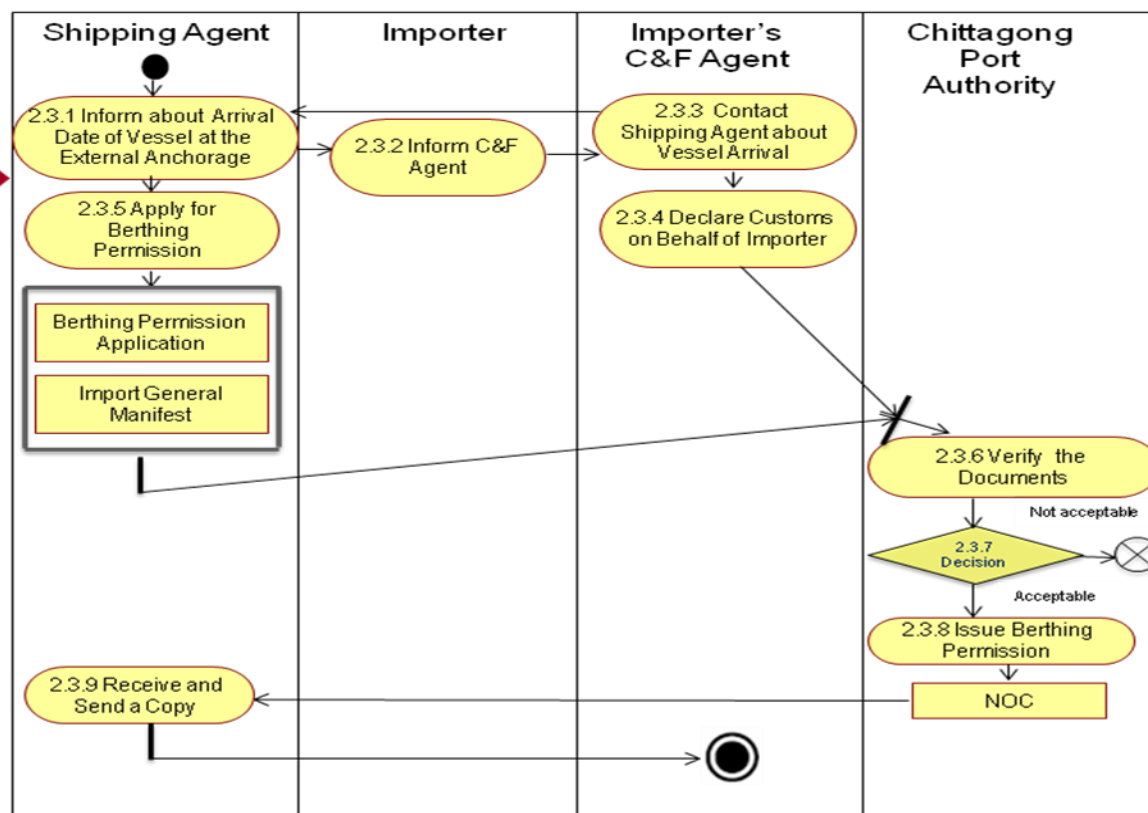 Shipping Agent
Importer
Importer's
C&F Agent
Chittagong
Port
Authority
2.3.1 Inform about Arrival
Date of Vessel at the
External Anchorage
2.3.2 Inform C&F
Agent
2.3.3 Contact
Shipping Agent about
Vessel Arrival
2.3.5 Apply for
Berthing
Permission
2.3.4 Declare Customs
on Behalf of Importer
Berthing Permission
Application
Import General
Manifest
2.3.6 Verify the
Documents
Not acceptable
2.3.7
Decision
Acceptable
2.3.8 Issue Berthing
Permission
2.3.9 Receive and
Send a Copy
NOC